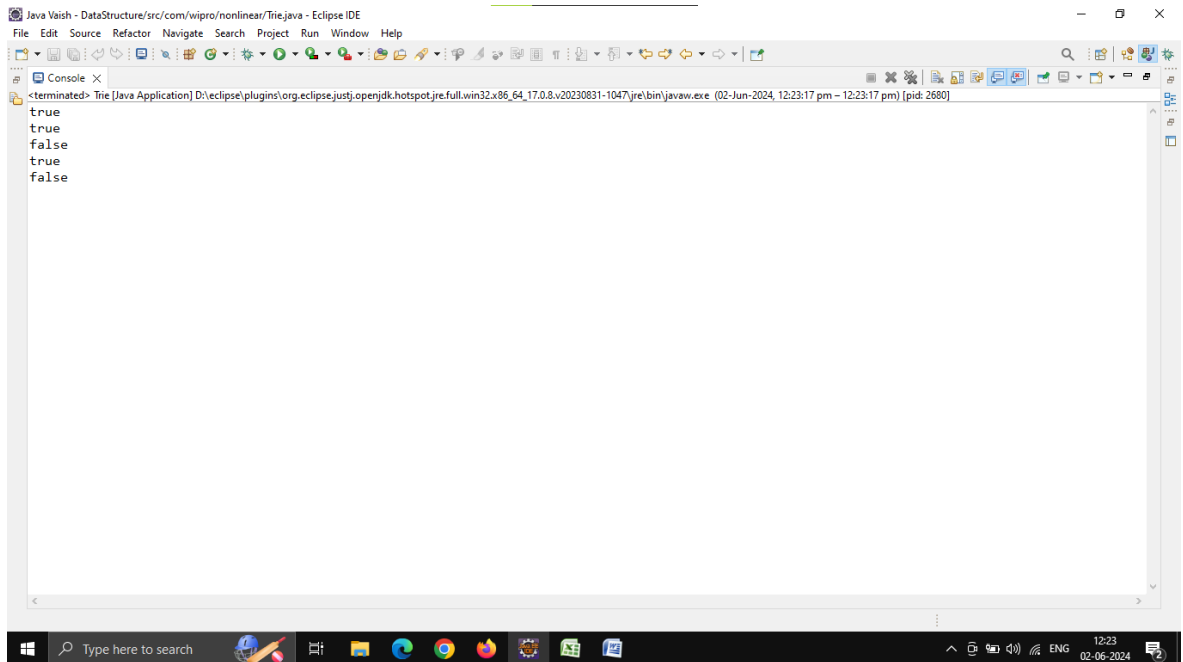 Java Vaish - DataStructure/src/com/wipro/nonlinear/Trie.java - Eclipse IDE
File Edit Source Refactor Navigate Search Project Run Window Help
Console
<terminated> Trie [Java Application] D:\eclipse\plugins\org.eclipse.justj.openjdk.hotspot.jre.full.win32.x86_64_17.0.8.v20230831-1047\jre\bin\javaw.exe (02-Jun-2024, 12:23:17 pm – 12:23:17 pm) [pid: 2680]
true
true
false
true
false
Type here to search
ENG
12:23
02-06-2024
2